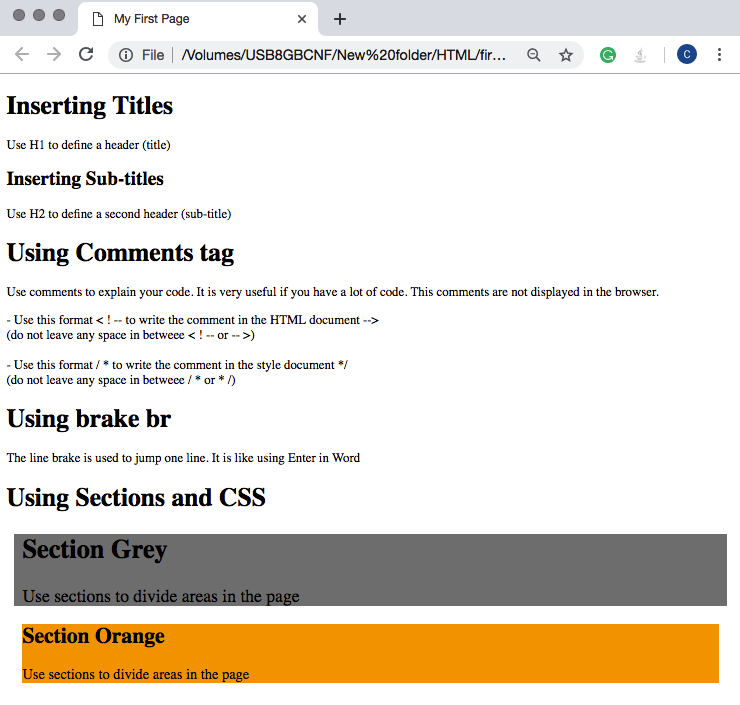 My First Page
File
/Volumes/USB8GBCNF/New%20folder/HTML/fir...
C
Inserting Titles
Use H1 to define a header (title)
Inserting Sub-titles
Use H2 to define a second header (sub-title)
Using Comments tag
Use comments to explain your code. It is very useful if you have a lot of code. This comments are not displayed in the browser.
- Use this format < ! -- to write the comment in the HTML document -->
(do not leave any space in betweee < ! -- or -- >)
- Use this format / * to write the comment in the style document */
(do not leave any space in betweee / * or * /)
Using brake br
The line brake is used to jump one line. It is like using Enter in Word
Using Sections and CSS
Section Grey
Use sections to divide areas in the page
Section Orange
Use sections to divide areas in the page